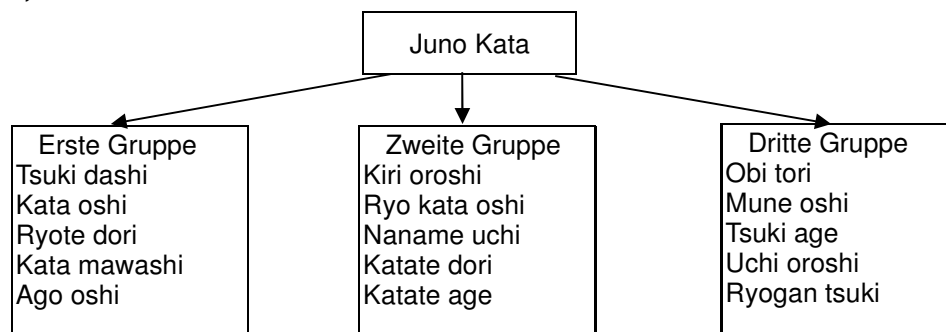 Juno Kata
Erste Gruppe
Tsuki dashi
Kata oshi
Ryote dori
Kata mawashi
Ago oshi
Zweite Gruppe
Kiri oroshi
Ryo kata oshi
Naname uchi
Katate dori
Katate age
Dritte Gruppe
Obi tori
Mune oshi
Tsuki age
Uchi oroshi
Ryogan tsuki